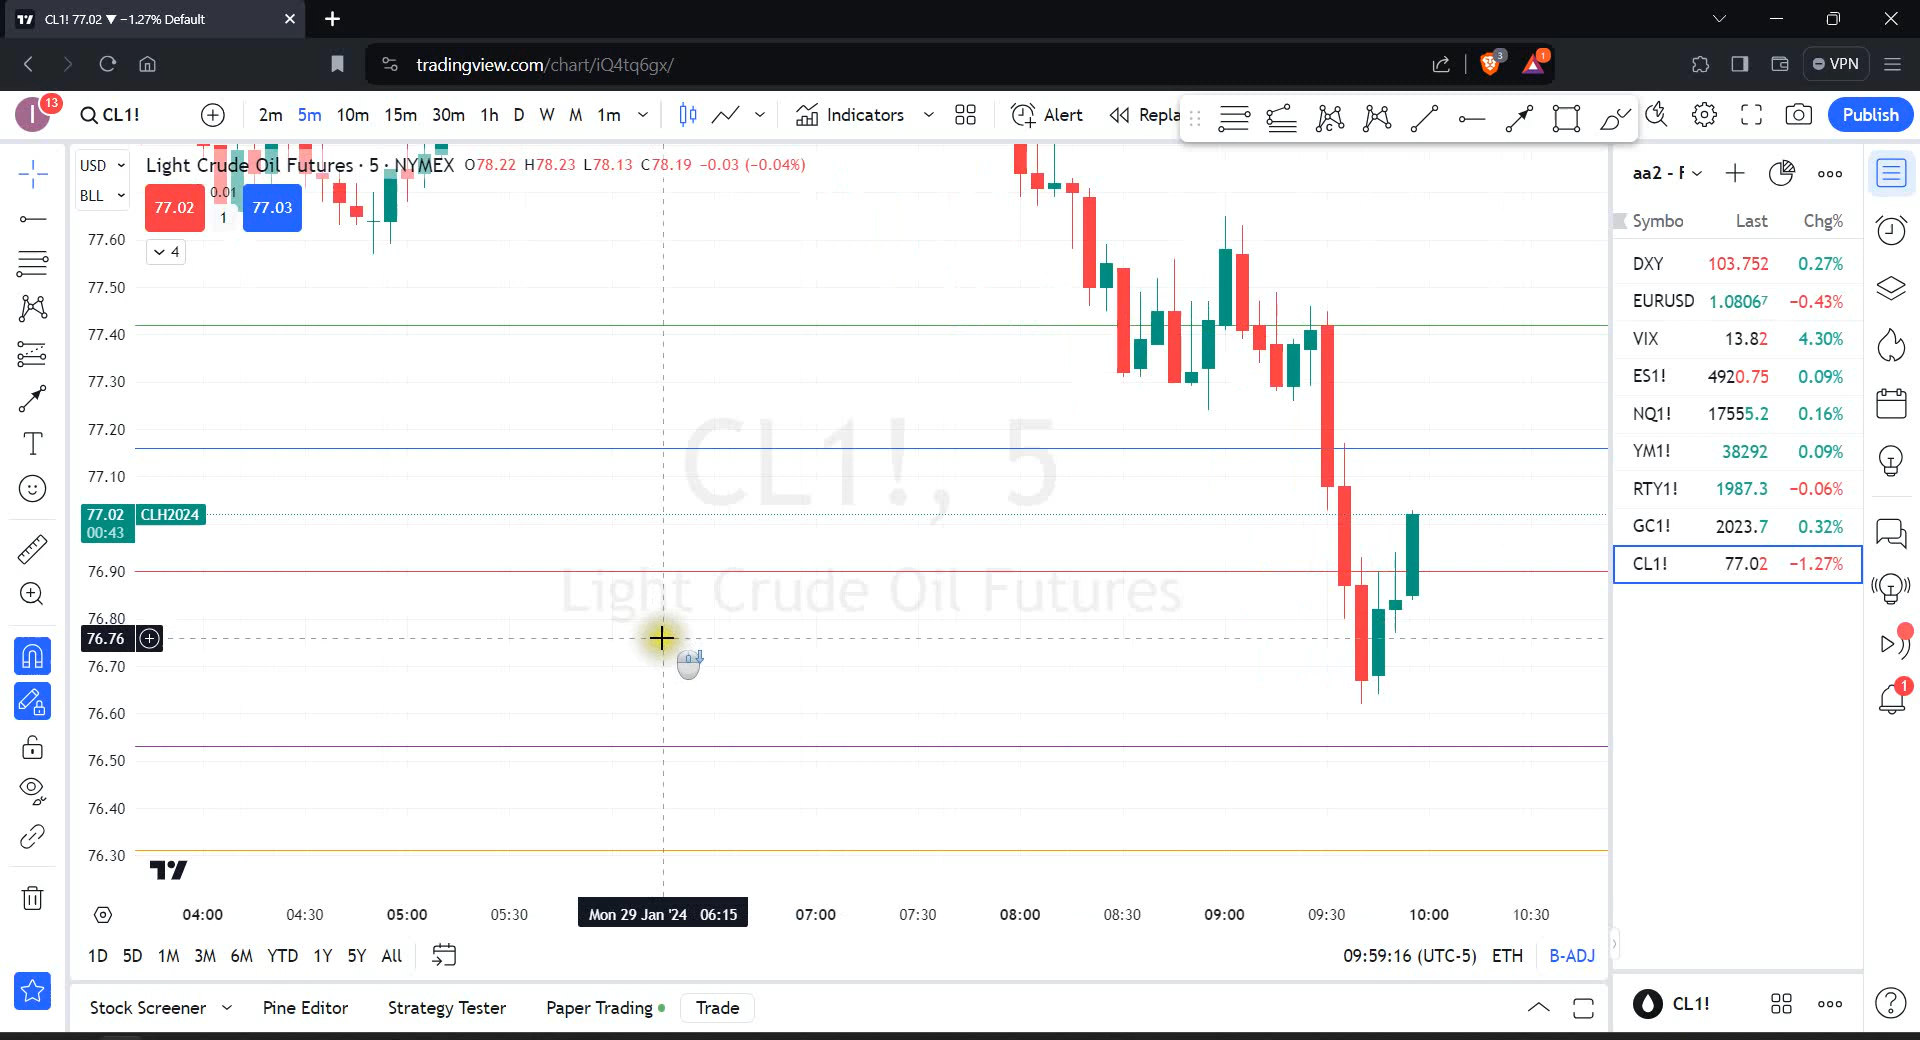 CL1! 77.02 ▼ −1.27% Default
tradingview.com/chart/iQ4tq6gx/
3
1
VPN
I
13
CL1!
2m 5m 10m 15m 30m 1h D W M 1m
Indicators
Alert
Repla
Publish
USD
BLL
Light Crude Oil Futures · 5 · NYMEX O78.22 H78.23 L78.13 C78.19 −0.03 (−0.04%)
77.02
0.01
1
77.03
4
77.60
77.50
77.40
77.30
77.20
77.10
77.02 CLH2024
00:43
76.90
76.80
76.76
76.70
76.60
76.50
76.40
76.30
CL1!, 5
Light Crude Oil Futures
04:00 04:30 05:00 05:30 Mon 29 Jan '24 06:15 07:00 07:30 08:00 08:30 09:00 09:30 10:00 10:30
1D 5D 1M 3M 6M YTD 1Y 5Y All
09:59:16 (UTC-5) ETH B-ADJ
Stock Screener Pine Editor Strategy Tester Paper Trading Trade
aa2 - F
Symbo Last Chg%
DXY 103.752 0.27%
EURUSD 1.08067 −0.43%
VIX 13.82 4.30%
ES1! 4920.75 0.09%
NQ1! 17555.2 0.16%
YM1! 38292 0.09%
RTY1! 1987.3 −0.06%
GC1! 2023.7 0.32%
CL1! 77.02 −1.27%
CL1!
1